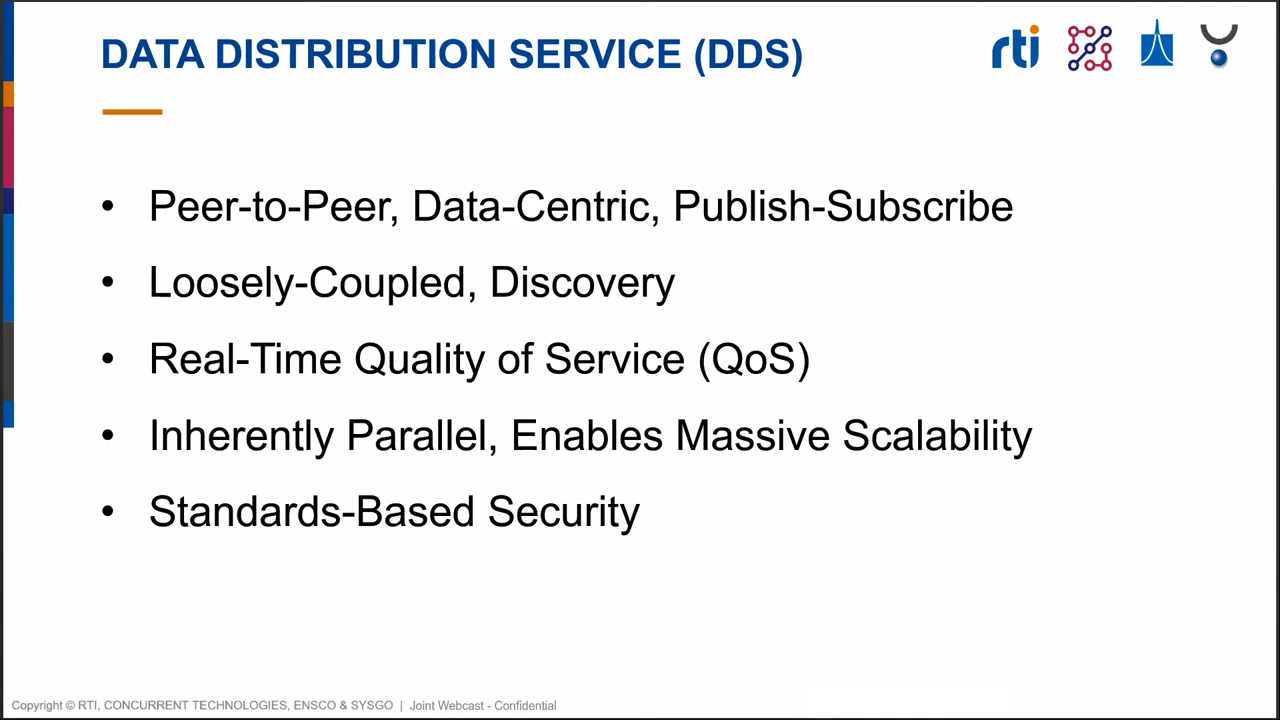 DATA DISTRIBUTION SERVICE (DDS)
rti
• Peer-to-Peer, Data-Centric, Publish-Subscribe
• Loosely-Coupled, Discovery
• Real-Time Quality of Service (QoS)
• Inherently Parallel, Enables Massive Scalability
• Standards-Based Security
Copyright © RTI, CONCURRENT TECHNOLOGIES, ENSCO & SYSGO | Joint Webcast - Confidential